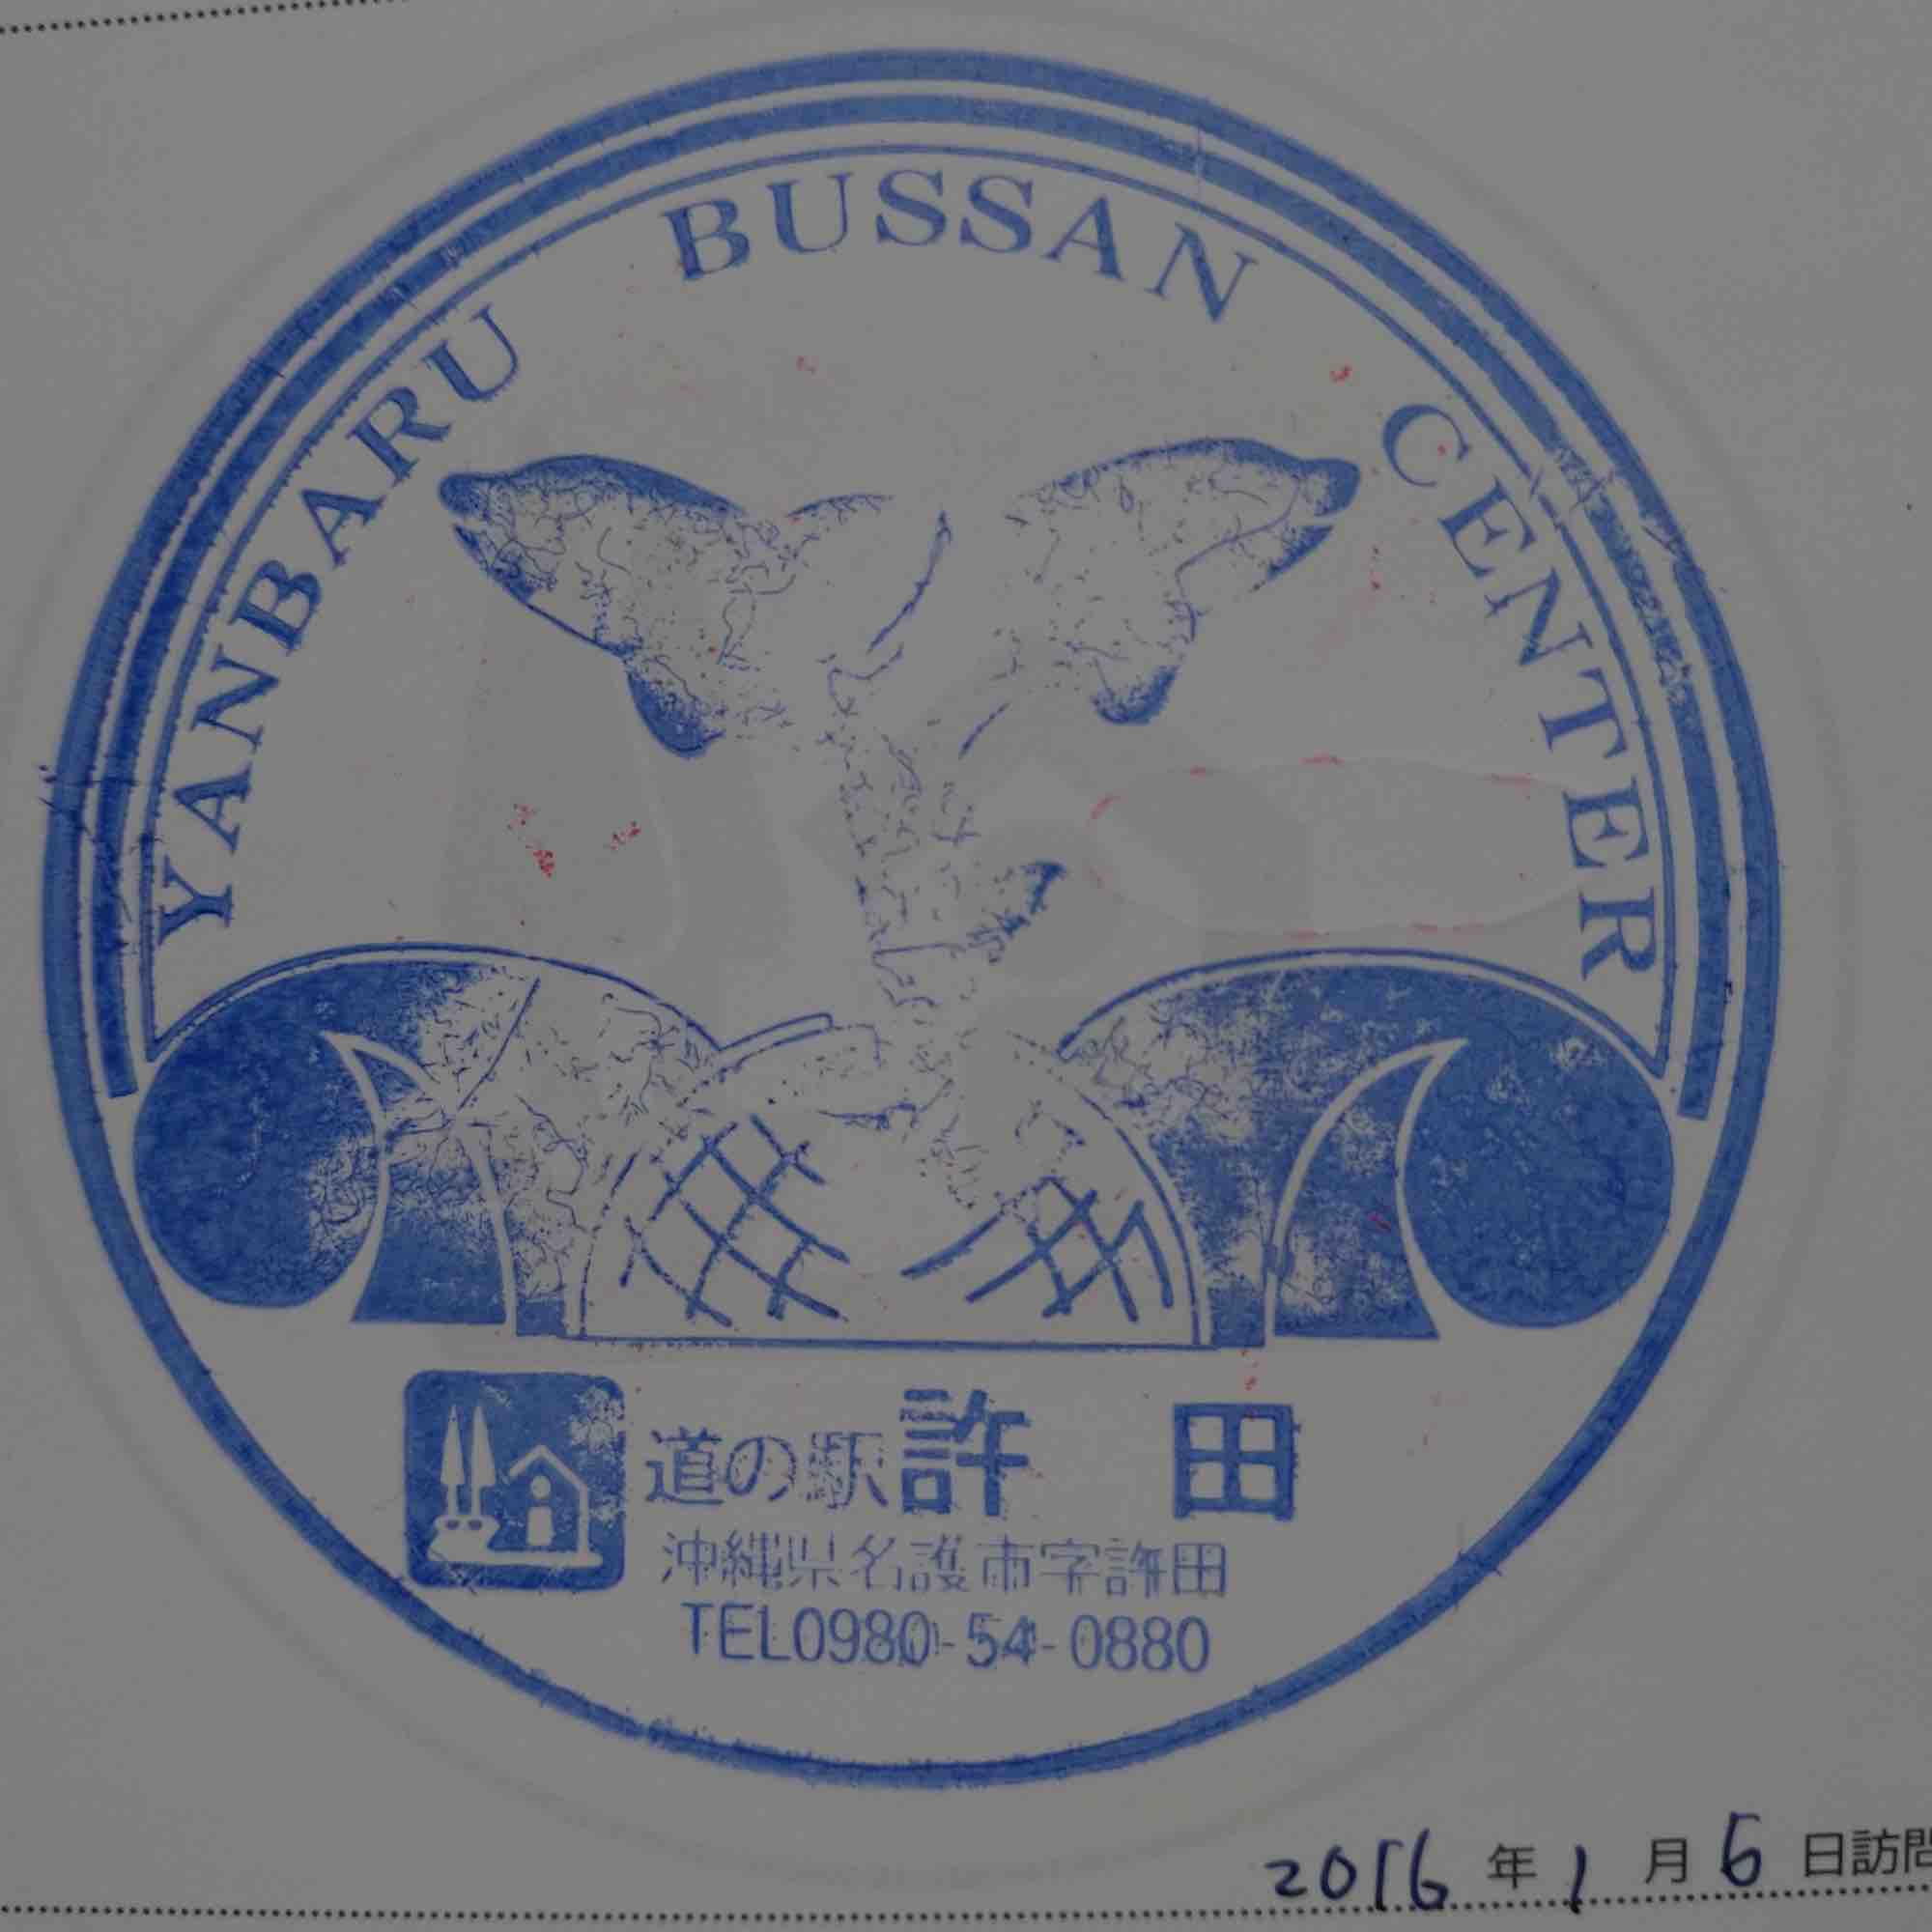 YANBARU BUSSAN CENTER
道の駅許田
沖縄県名護市字許田
TEL0980-54-0880
2016年1月6日訪問